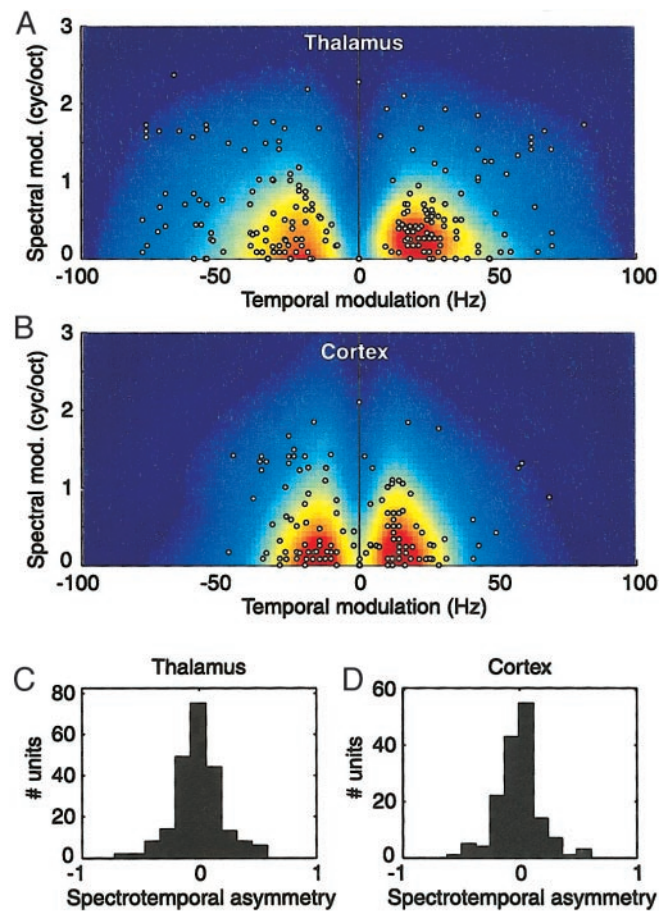 A
3
Thalamus
2
1
0
Spectral mod. (cyc/oct)
-100 -50 0 50 100
Temporal modulation (Hz)
B
3
Cortex
2
1
0
Spectral mod. (cyc/oct)
-100 -50 0 50 100
Temporal modulation (Hz)
C
Thalamus
80
60
40
20
0
# units
-1 0 1
Spectrotemporal asymmetry
D
Cortex
60
40
20
0
# units
-1 0 1
Spectrotemporal asymmetry